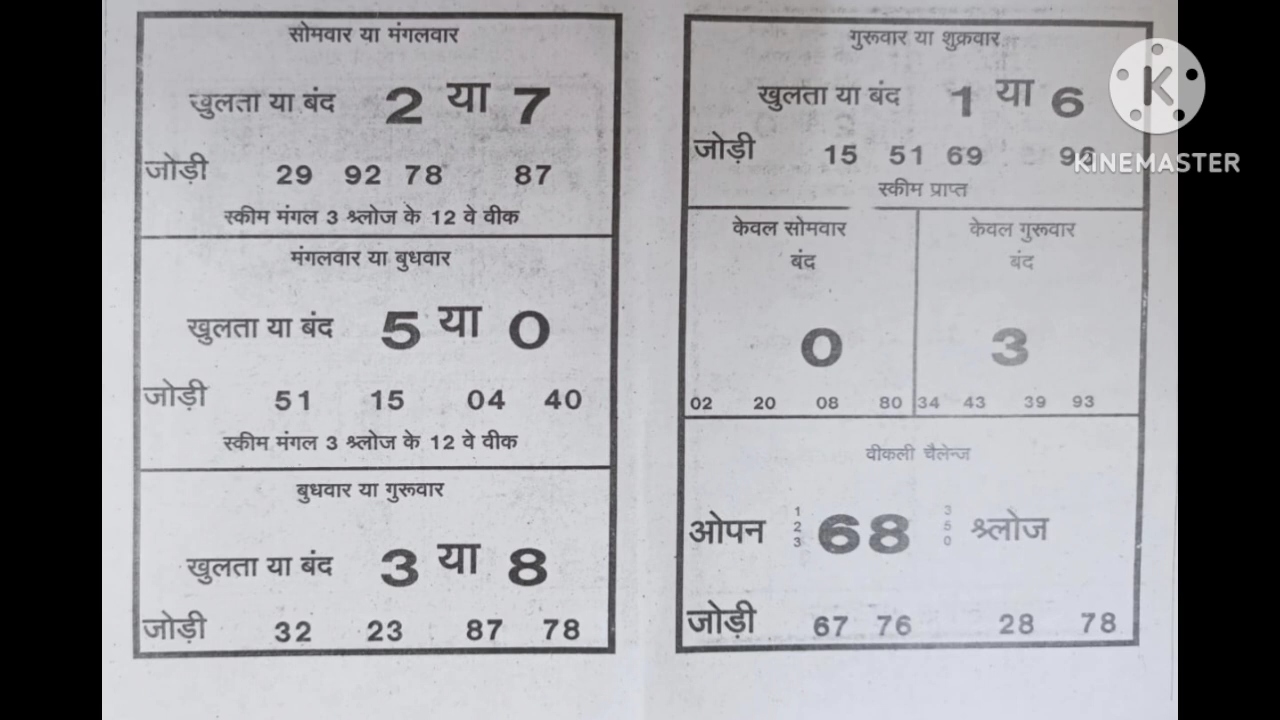 सोमवार या मंगलवार
खुलता या बंद 2 या 7
जोड़ी 29 92 78 87
स्कीम मंगल 3 श्लोज के 12 वे वीक
मंगलवार या बुधवार
खुलता या बंद 5 या 0
जोड़ी 51 15 04 40
स्कीम मंगल 3 श्लोज के 12 वे वीक
बुधवार या गुरूवार
खुलता या बंद 3 या 8
जोड़ी 32 23 87 78
गुरूवार या शुक्रवार
खुलता या बंद 1 या 6
जोड़ी 15 51 69 96
स्कीम प्राप्त
केवल सोमवार
बंद
0
02 20 08 80
केवल गुरूवार
बंद
3
34 43 39 93
वीकली चैलेन्ज
ओपन 1 2 3 68 3 5 0 श्लोज
जोड़ी 67 76 28 78
K
KINEMASTER